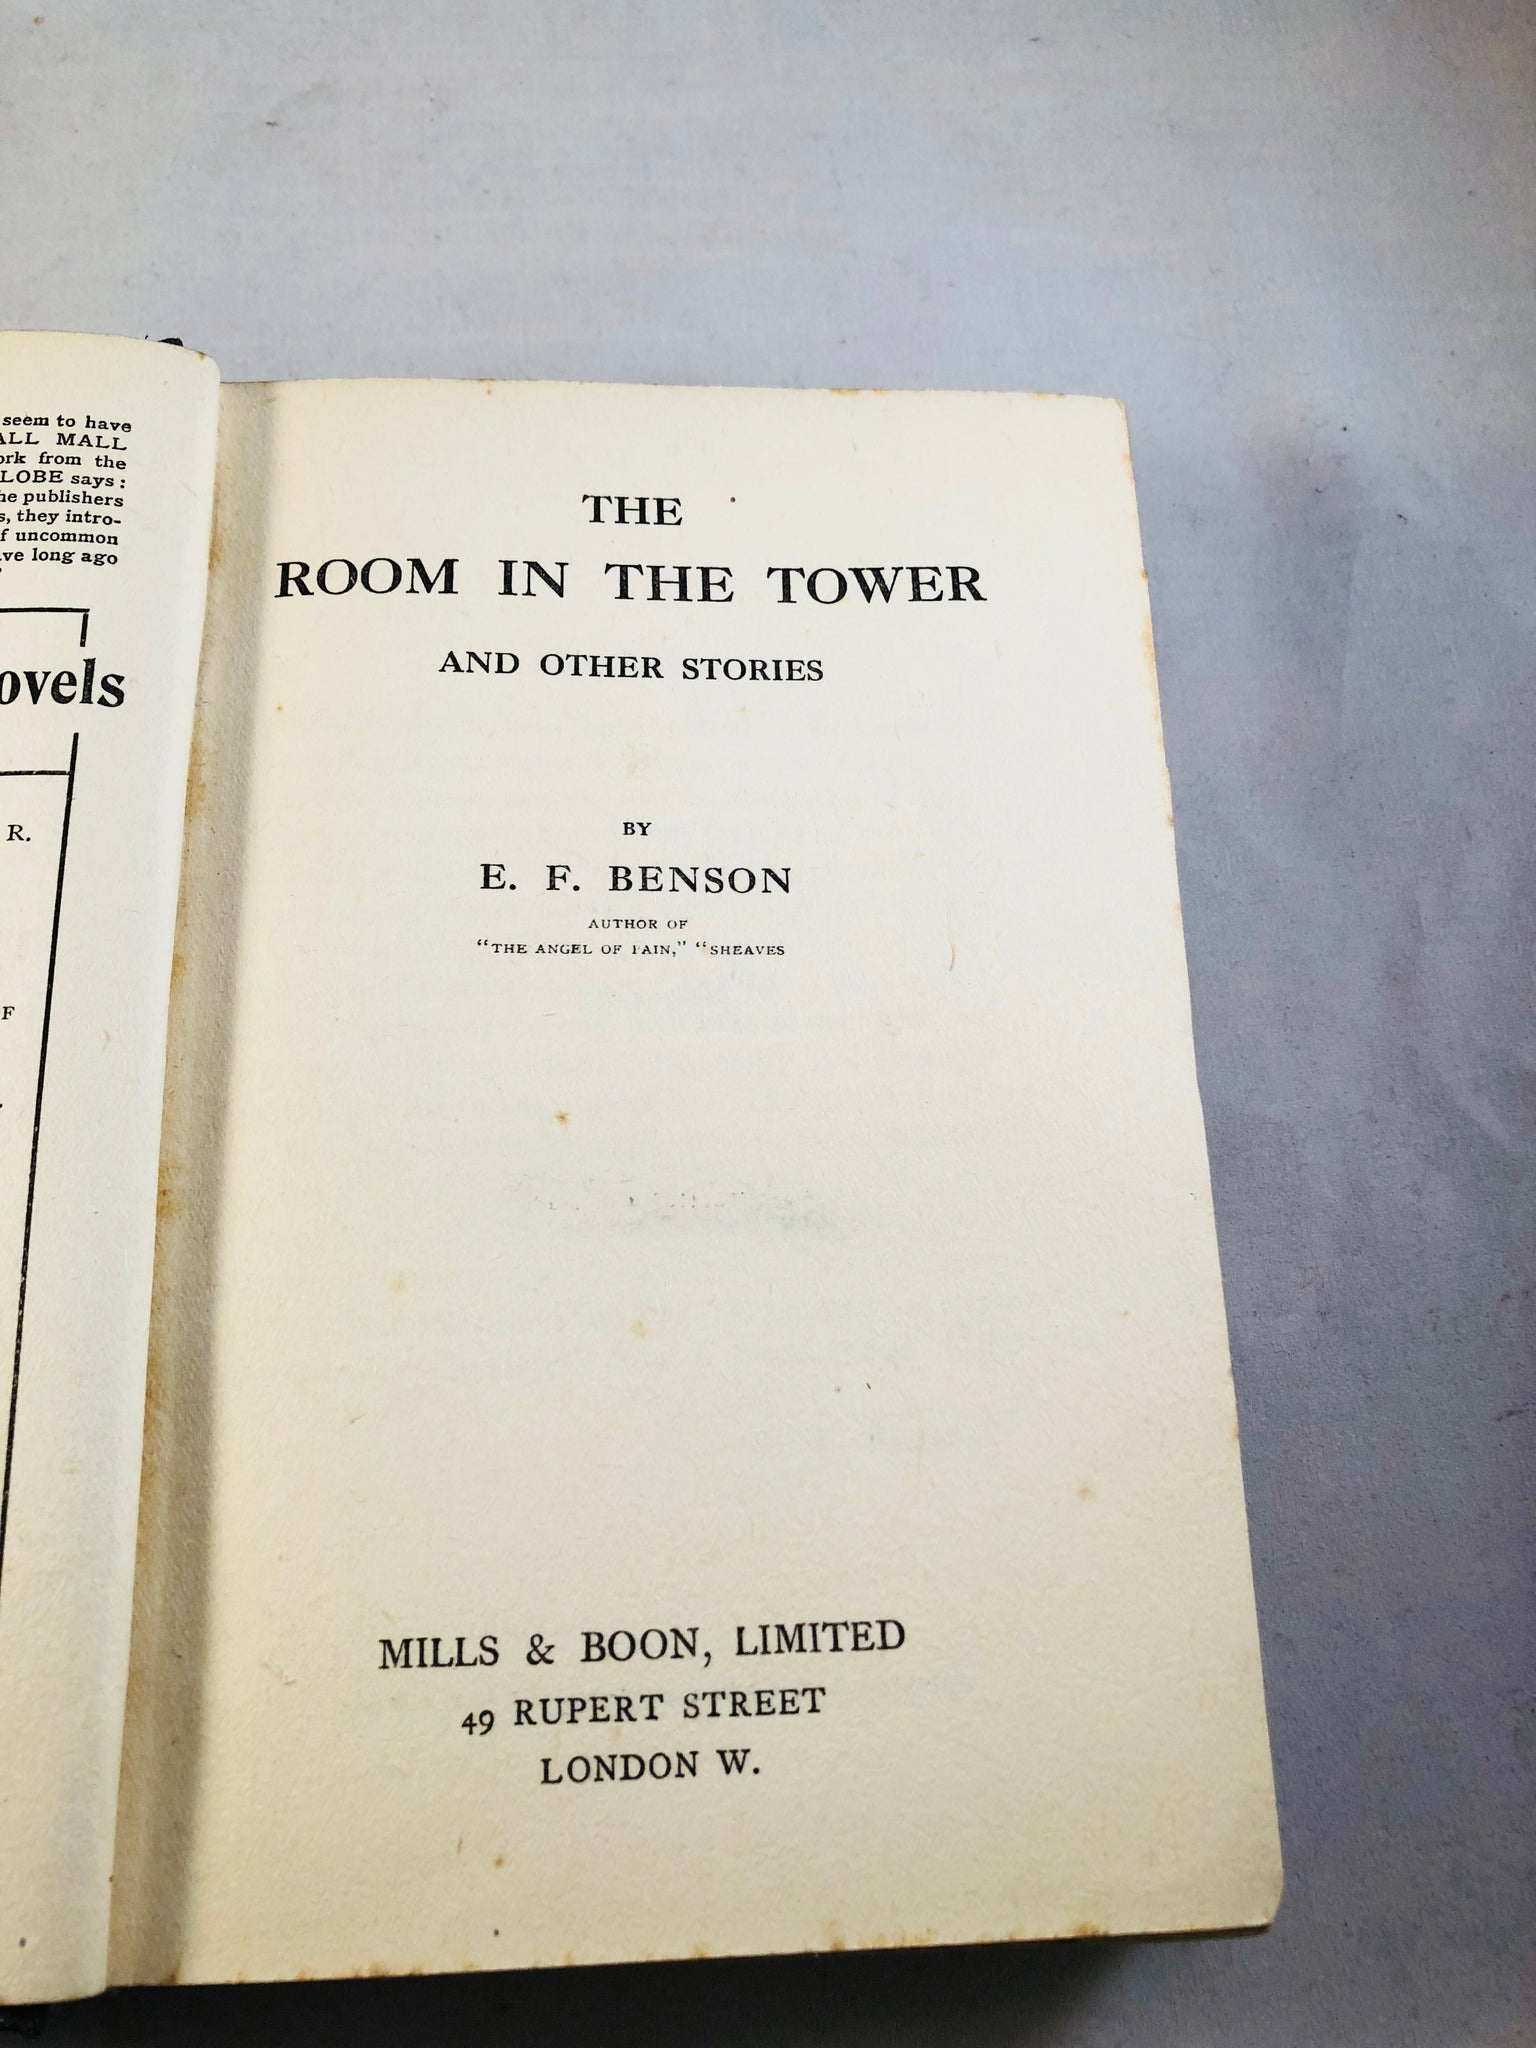 seem to have
ALL MALL
ork from the
LOBE says:
he publishers
s, they intro-
f uncommon
ve long ago
ovels
R.
F
THE
ROOM IN THE TOWER
AND OTHER STORIES
BY
E. F. BENSON
AUTHOR OF
"THE ANGEL OF PAIN," "SHEAVES
MILLS & BOON, LIMITED
49 RUPERT STREET
LONDON W.